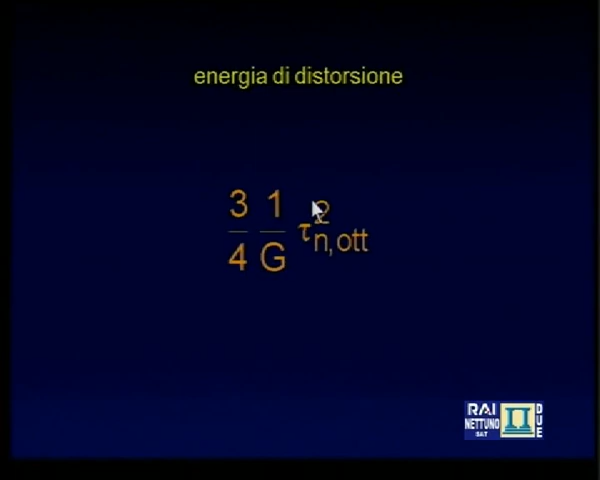 energia di distorsione
3/4 1/G τ²n,ott
RAI
NETTUNO
SAT
DUE